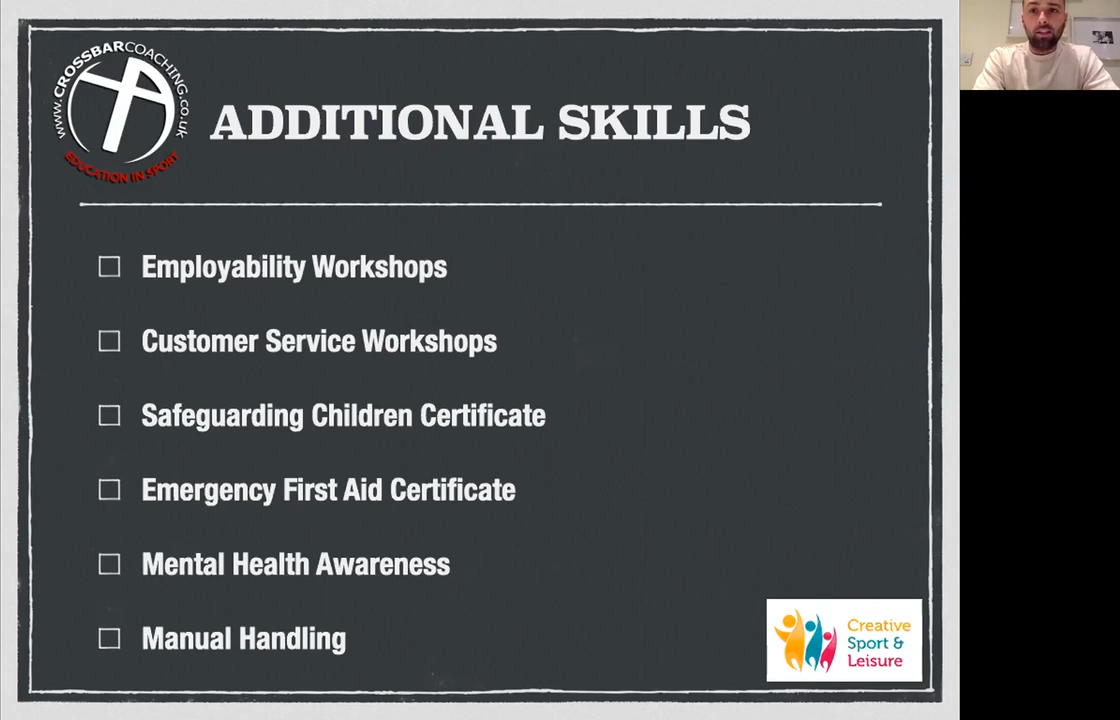 www.CROSSBARCOACHING.co.uk
EDUCATION IN SPORT
ADDITIONAL SKILLS
Employability Workshops
Customer Service Workshops
Safeguarding Children Certificate
Emergency First Aid Certificate
Mental Health Awareness
Manual Handling
Creative
Sport &
Leisure